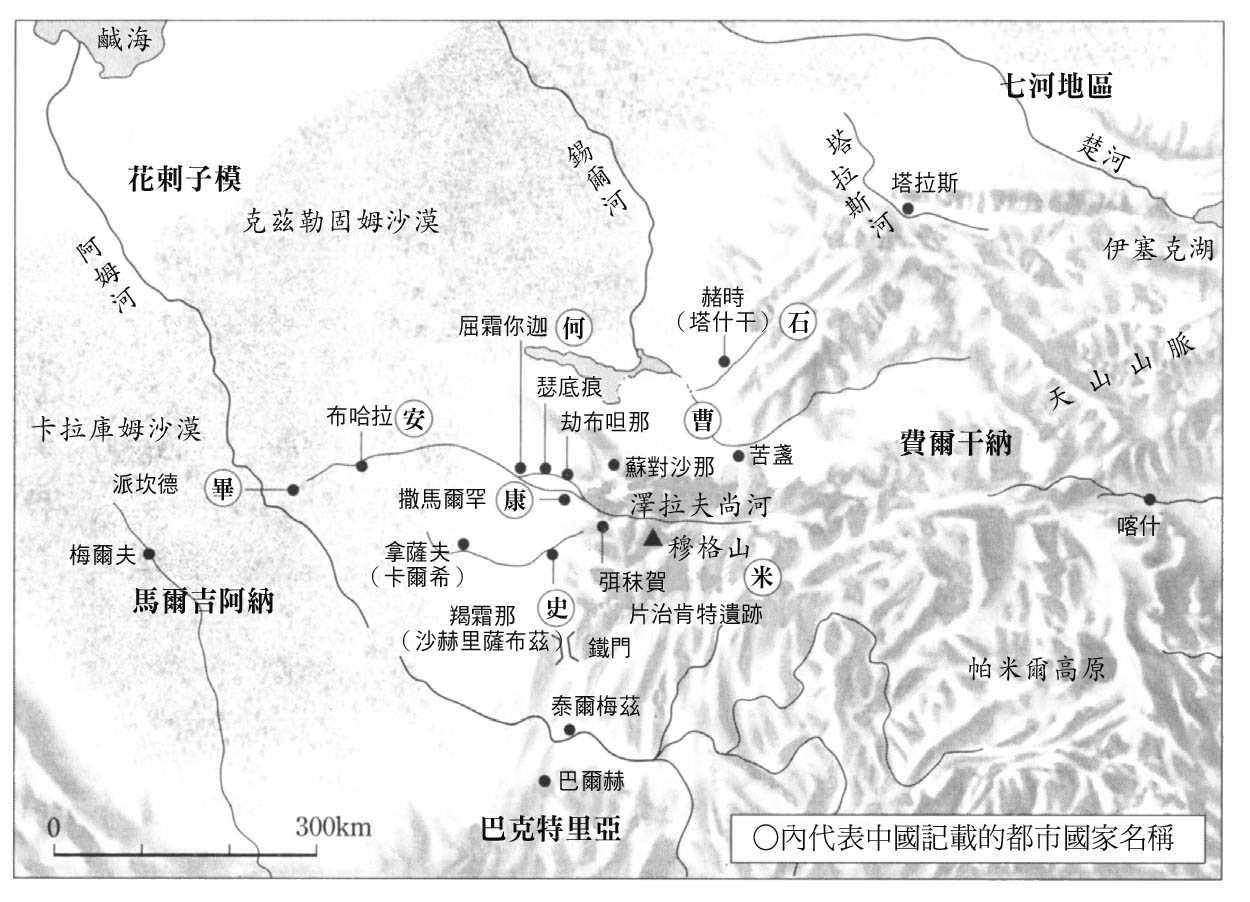 鹹海
七河地區
楚河
塔拉斯河
錫爾河
花剌子模
塔拉斯
克茲勒固姆沙漠
阿姆河
伊塞克湖
赭時
（塔什干）
石
屈霜你迦
何
天山山脈
瑟底痕
布哈拉
安
劫布呾那
曹
卡拉庫姆沙漠
費爾干納
苦盞
蘇對沙那
派坎德
畢
撒馬爾罕
康
澤拉夫尚河
喀什
梅爾夫
拿薩夫
（卡爾希）
穆格山
弭秣賀
米
馬爾吉阿納
羯霜那
（沙赫里薩布茲）
史
片治肯特遺跡
鐵門
帕米爾高原
泰爾梅茲
巴爾赫
巴克特里亞
0
300km
○內代表中國記載的都市國家名稱